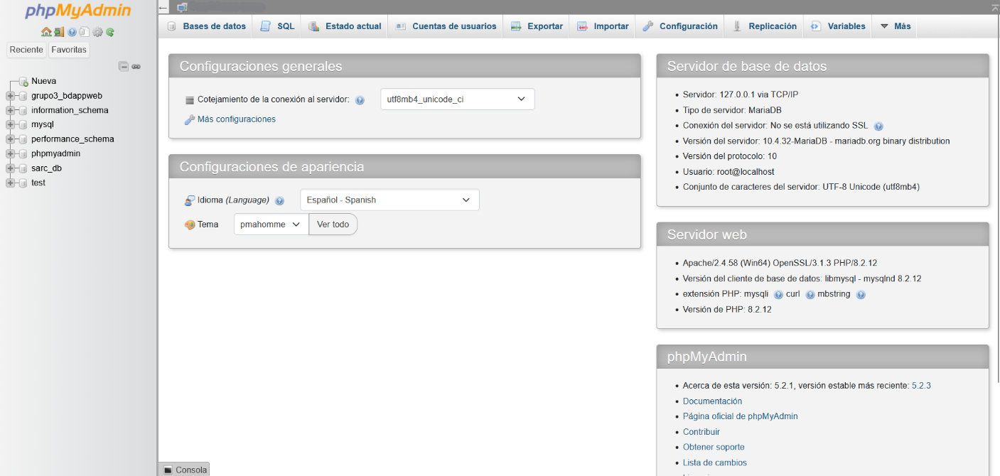 phpMyAdmin
Reciente Favoritas
Nueva
grupo3_bdappweb
information_schema
mysql
performance_schema
phpmyadmin
sarc_db
test
Bases de datos SQL Estado actual Cuentas de usuarios Exportar Importar Configuración Replicación Variables Más
Configuraciones generales
Cotejamiento de la conexión al servidor: utf8mb4_unicode_ci
Más configuraciones
Configuraciones de apariencia
Idioma (Language) Español - Spanish
Tema pmahomme Ver todo
Servidor de base de datos
• Servidor: 127.0.0.1 via TCP/IP
• Tipo de servidor: MariaDB
• Conexión del servidor: No se está utilizando SSL
• Versión del servidor: 10.4.32-MariaDB - mariadb.org binary distribution
• Versión del protocolo: 10
• Usuario: root@localhost
• Conjunto de caracteres del servidor: UTF-8 Unicode (utf8mb4)
Servidor web
• Apache/2.4.58 (Win64) OpenSSL/3.1.3 PHP/8.2.12
• Versión del cliente de base de datos: libmysql - mysqlnd 8.2.12
• extensión PHP: mysqli curl mbstring
• Versión de PHP: 8.2.12
phpMyAdmin
• Acerca de esta versión: 5.2.1, versión estable más reciente: 5.2.3
• Documentación
• Página oficial de phpMyAdmin
• Contribuir
• Obtener soporte
• Lista de cambios
Consola